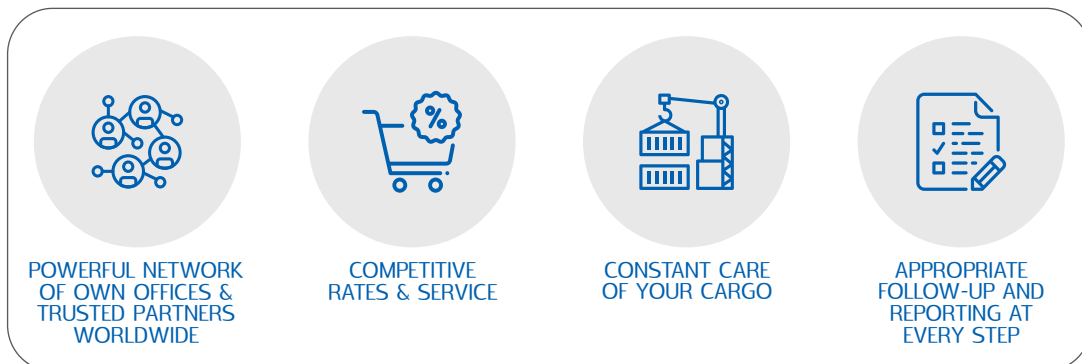 %
POWERFUL NETWORK
OF OWN OFFICES &
TRUSTED PARTNERS
WORLDWIDE
COMPETITIVE
RATES & SERVICE
CONSTANT CARE
OF YOUR CARGO
APPROPRIATE
FOLLOW-UP AND
REPORTING AT
EVERY STEP